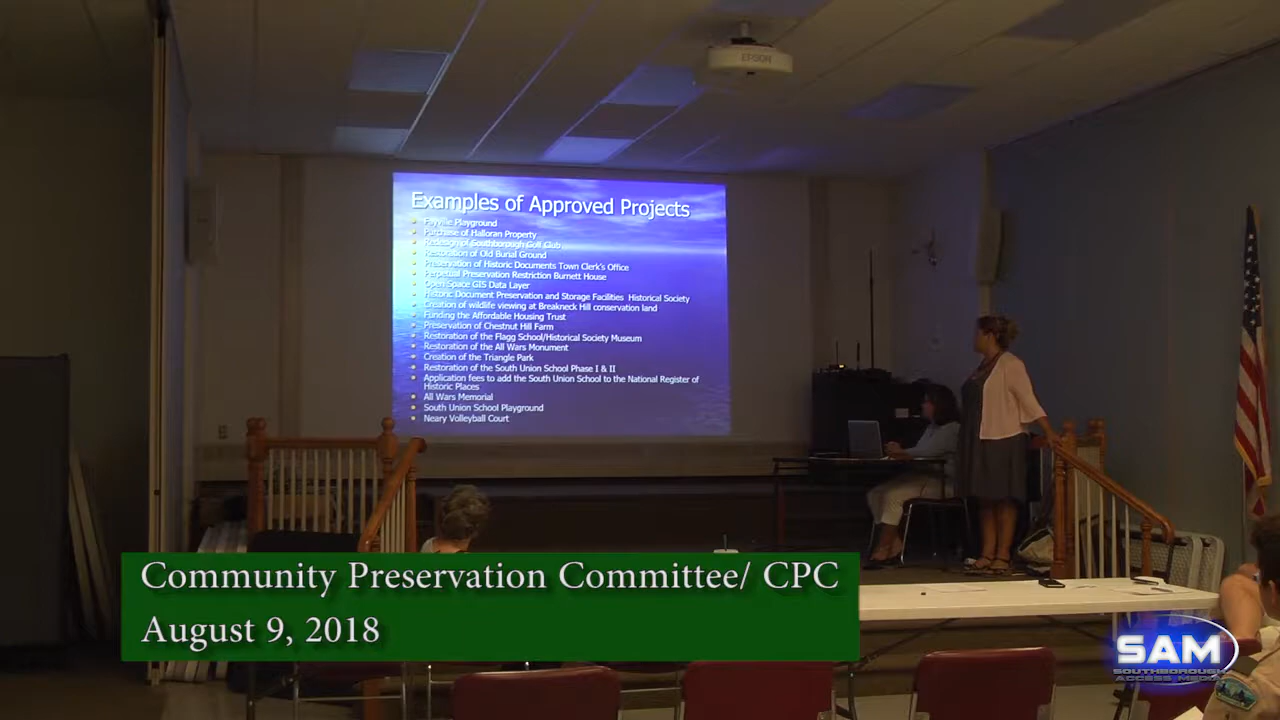 EPSON
Examples of Approved Projects
Fayville Playground
Purchase of Halloran Property
Redesign of Southborough Golf Club
Restoration of Old Burial Ground
Preservation of Historic Documents Town Clerk's Office
Perpetual Preservation Restriction Burnett House
Open Space GIS Data Layer
Historic Document Preservation and Storage Facilities Historical Society
Creation of wildlife viewing at Breakneck Hill conservation land
Funding the Affordable Housing Trust
Preservation of Chestnut Hill Farm
Restoration of the Flagg School/Historical Society Museum
Restoration of the All Wars Monument
Creation of the Triangle Park
Restoration of the South Union School Phase I & II
Application fees to add the South Union School to the National Register of
Historic Places
All Wars Memorial
South Union School Playground
Neary Volleyball Court
Community Preservation Committee/ CPC
August 9, 2018
SAM
SOUTHBOROUGH
ACCESS MEDIA